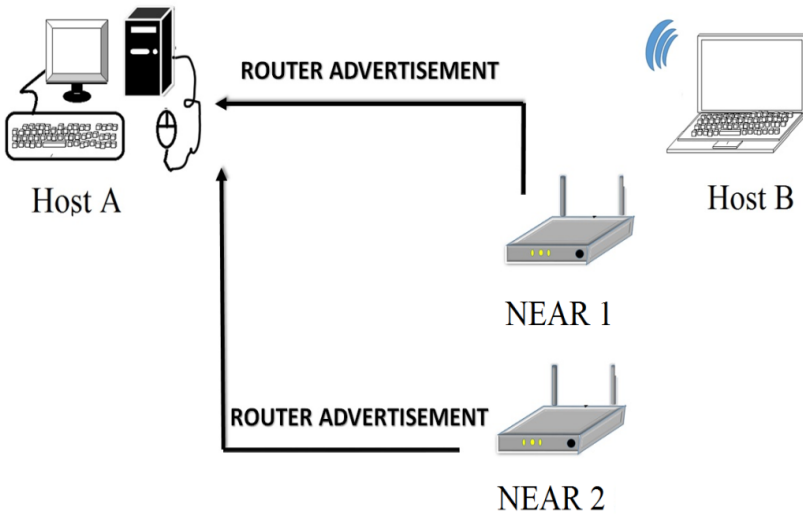 ROUTER ADVERTISEMENT
Host A
Host B
NEAR 1
ROUTER ADVERTISEMENT
NEAR 2